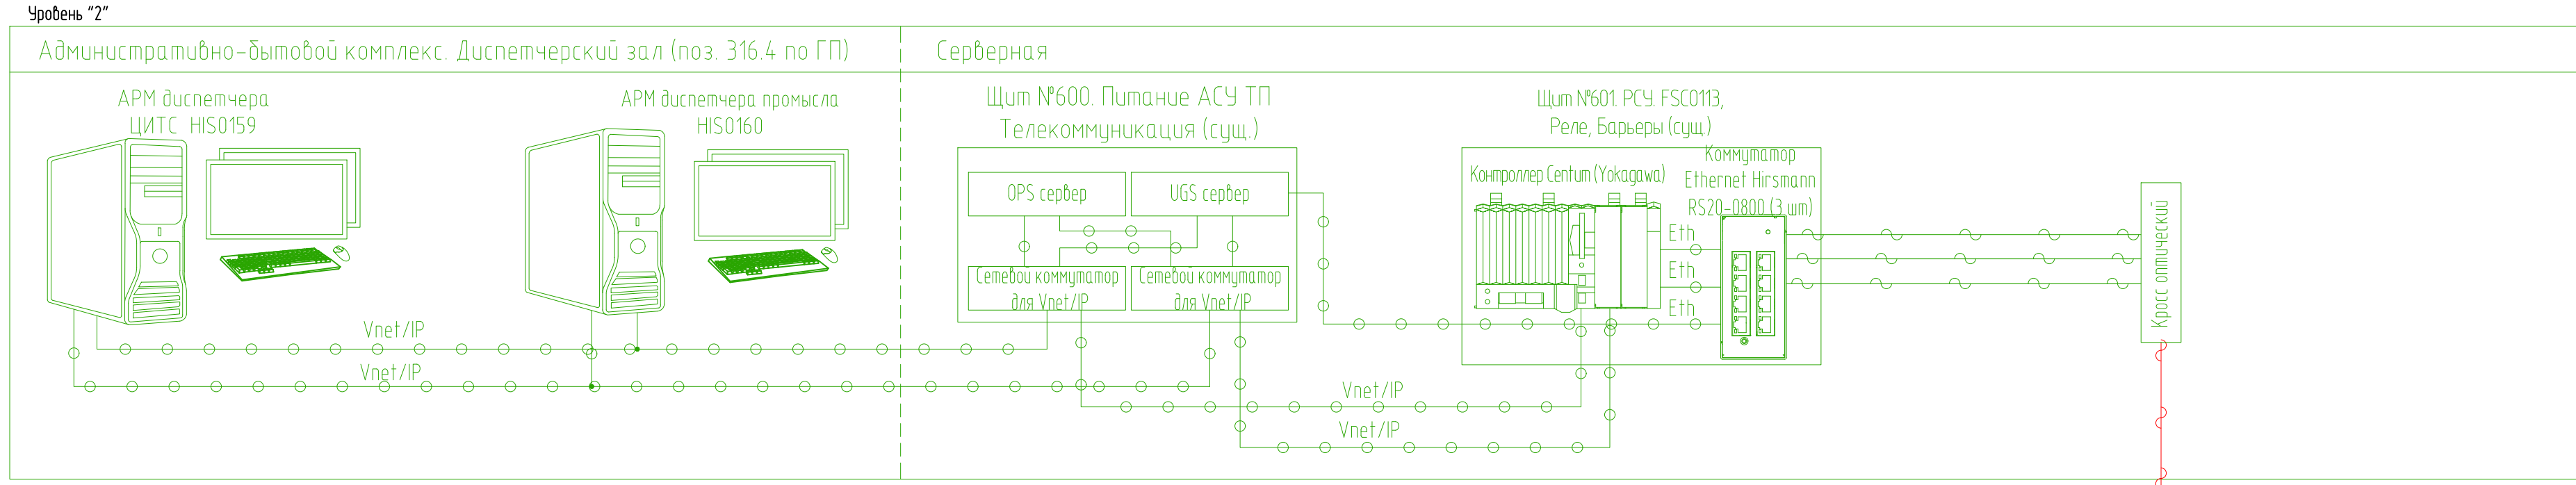 Уровень "2"
Административно-бытовой комплекс. Диспетчерский зал (поз. 316.4 по ГП)
Серверная
АРМ диспетчера
ЦИТС HIS0159
АРМ диспетчера промысла
HIS0160
Щит №600. Питание АСУ ТП
Телекоммуникация (сущ.)
OPS сервер
UGS сервер
Сетевой коммутатор
для Vnet/IP
Сетевой коммутатор
для Vnet/IP
Щит №601. РСУ. FSC0113,
Реле, Барьеры (сущ.)
Контроллер Centum (Yokagawa)
Коммутатор
Ethernet Hirsmann
RS20-0800 (3 шт)
Eth
Eth
Eth
Кросс оптический
Vnet/IP
Vnet/IP
Vnet/IP
Vnet/IP